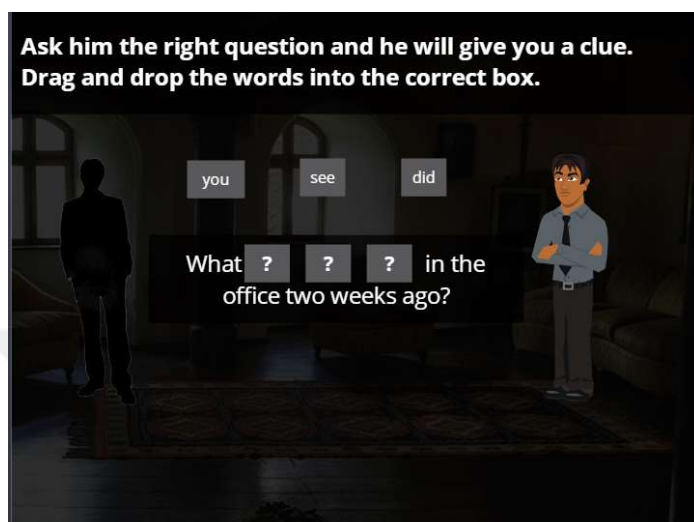 Ask him the right question and he will give you a clue.
Drag and drop the words into the correct box.
you see did
What ? ? ? in the
office two weeks ago?